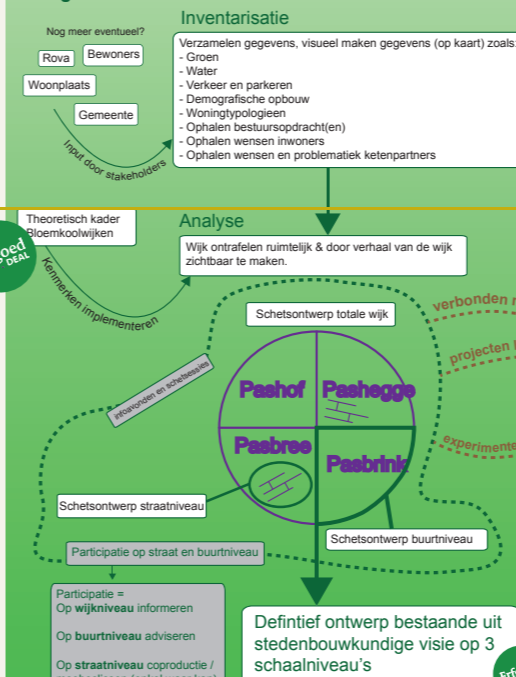 Inventarisatie
Nog meer eventueel?
Rova
Bewoners
Woonplaats
Gemeente
Input door stakeholders
Verzamelen gegevens, visueel maken gegevens (op kaart) zoals:
- Groen
- Water
- Verkeer en parkeren
- Demografische opbouw
- Woningtypologieen
- Ophalen bestuursopdracht(en)
- Ophalen wensen inwoners
- Ophalen wensen en problematiek ketenpartners
Theoretisch kader
Bloemkoolwijken
oed
DEAL
Kenmerken implementeren
Analyse
Wijk ontrafelen ruimtelijk & door verhaal van de wijk
zichtbaar te maken.
Schetsontwerp totale wijk
verbonden
projecten
experimente
infoavonden en schetsessies
Pashof
Pashegge
Pasbree
Pasbrink
Schetsontwerp straatniveau
Schetsontwerp buurtniveau
Participatie op straat en buurtniveau
Participatie =
Op wijkniveau informeren
Op buurtniveau adviseren
Op straatniveau coproductie /
Defintief ontwerp bestaande uit
stedenbouwkundige visie op 3
schaalniveau's